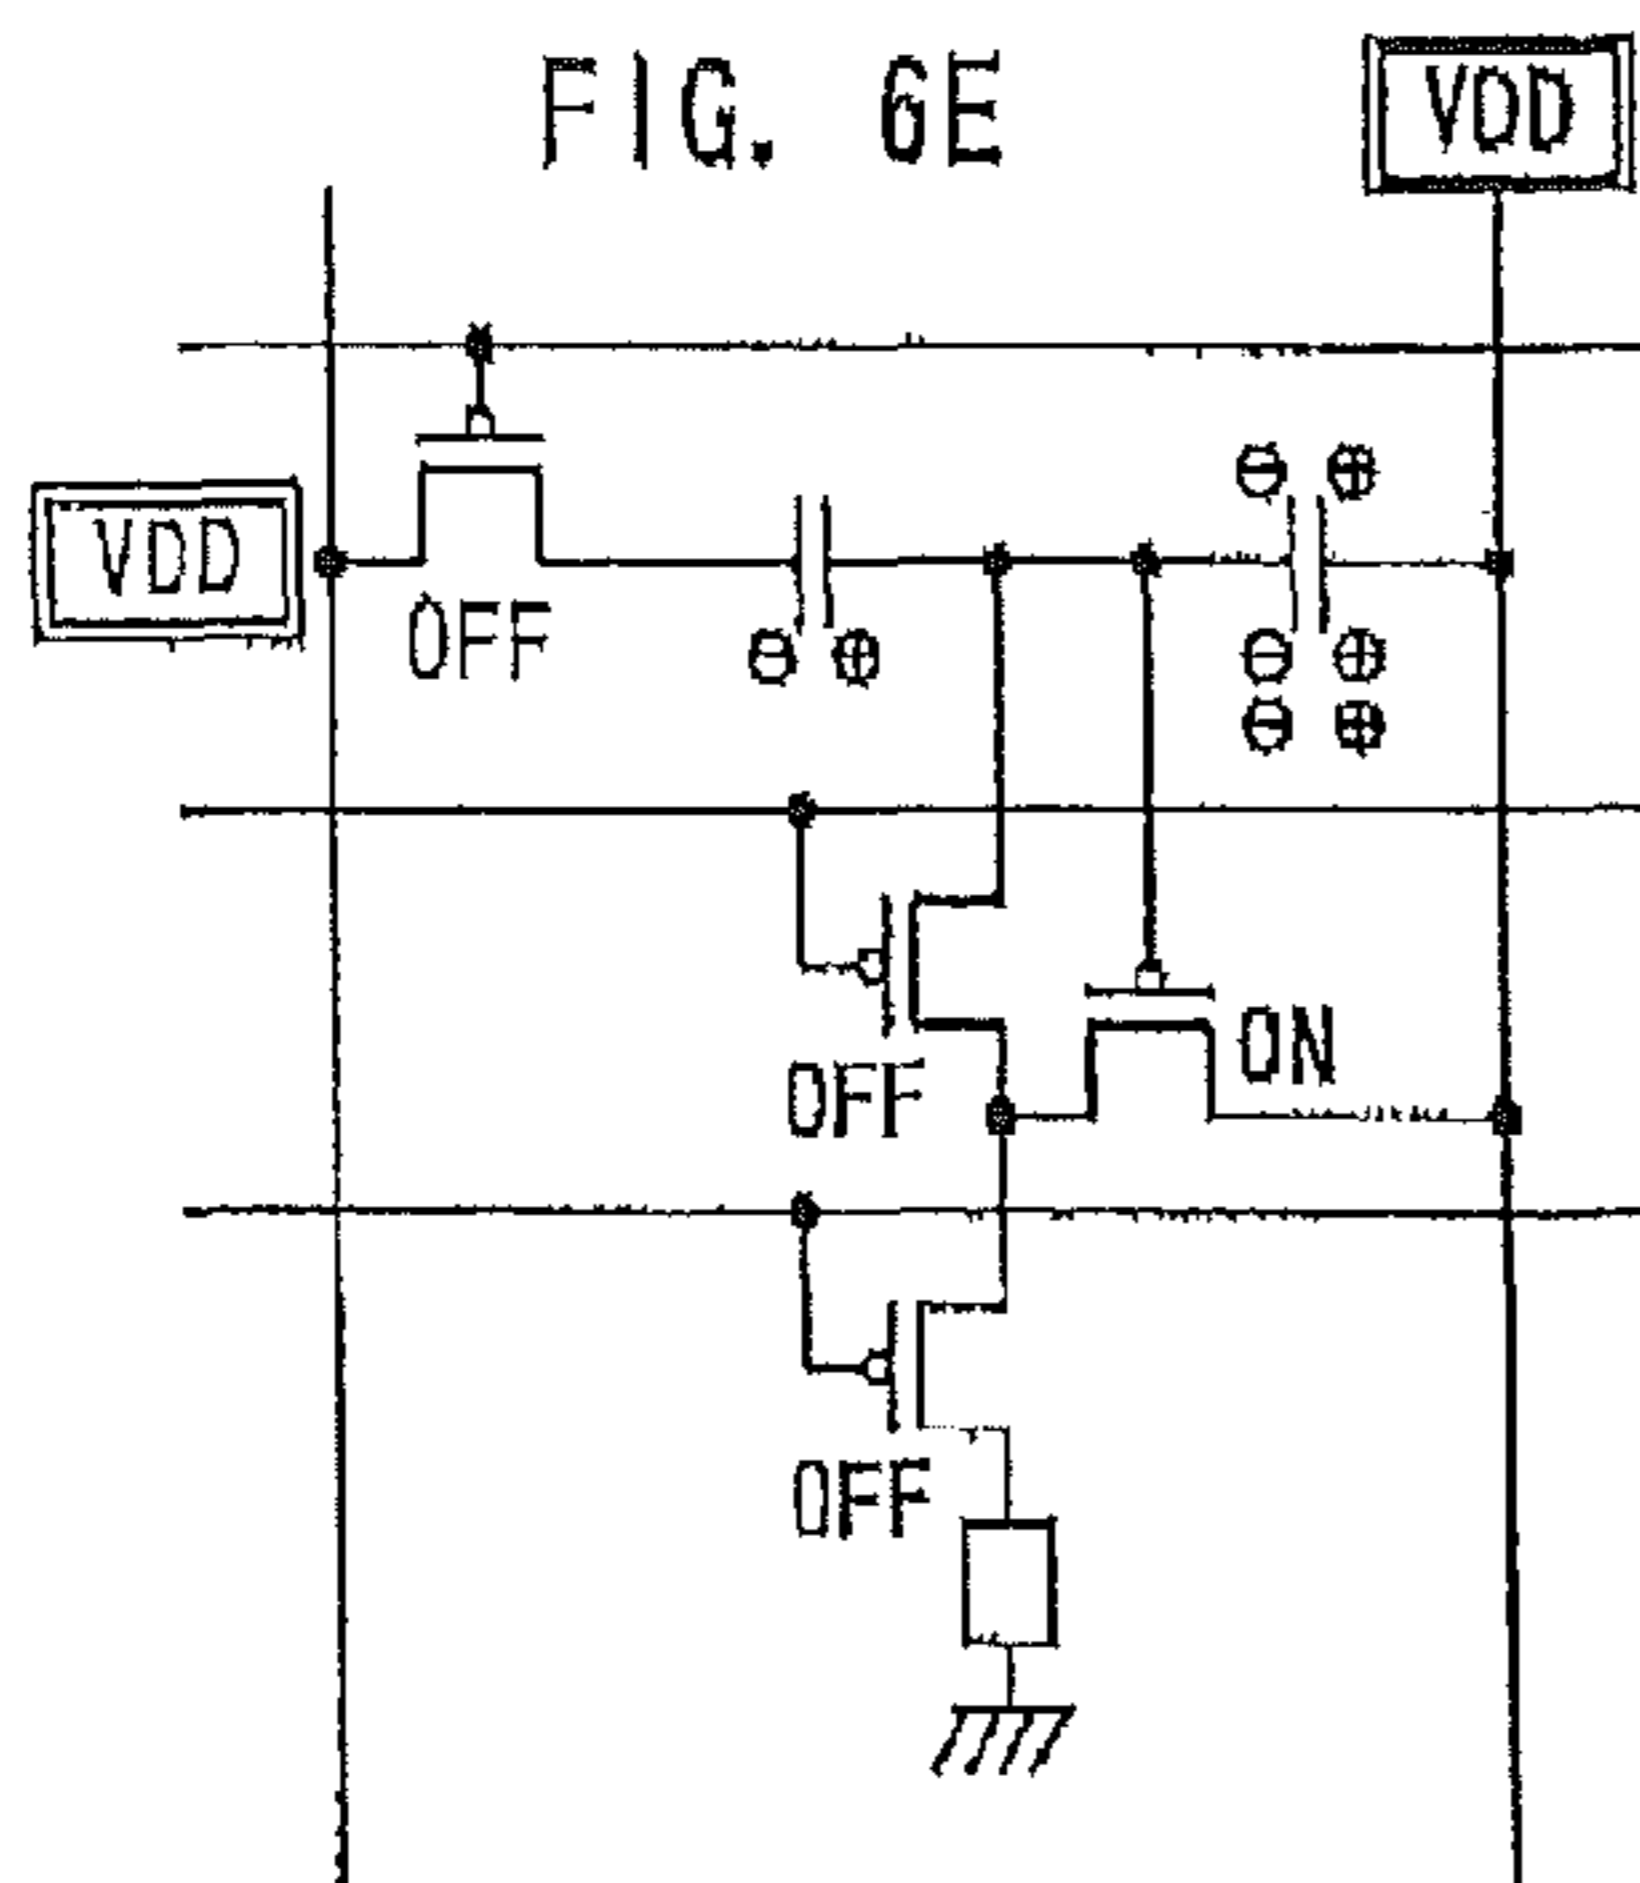 FIG. 6E
VDD
VDD
OFF
⊖ ⊕
⊖ ⊕
⊖ ⊕
⊖ ⊕
ON
OFF
OFF